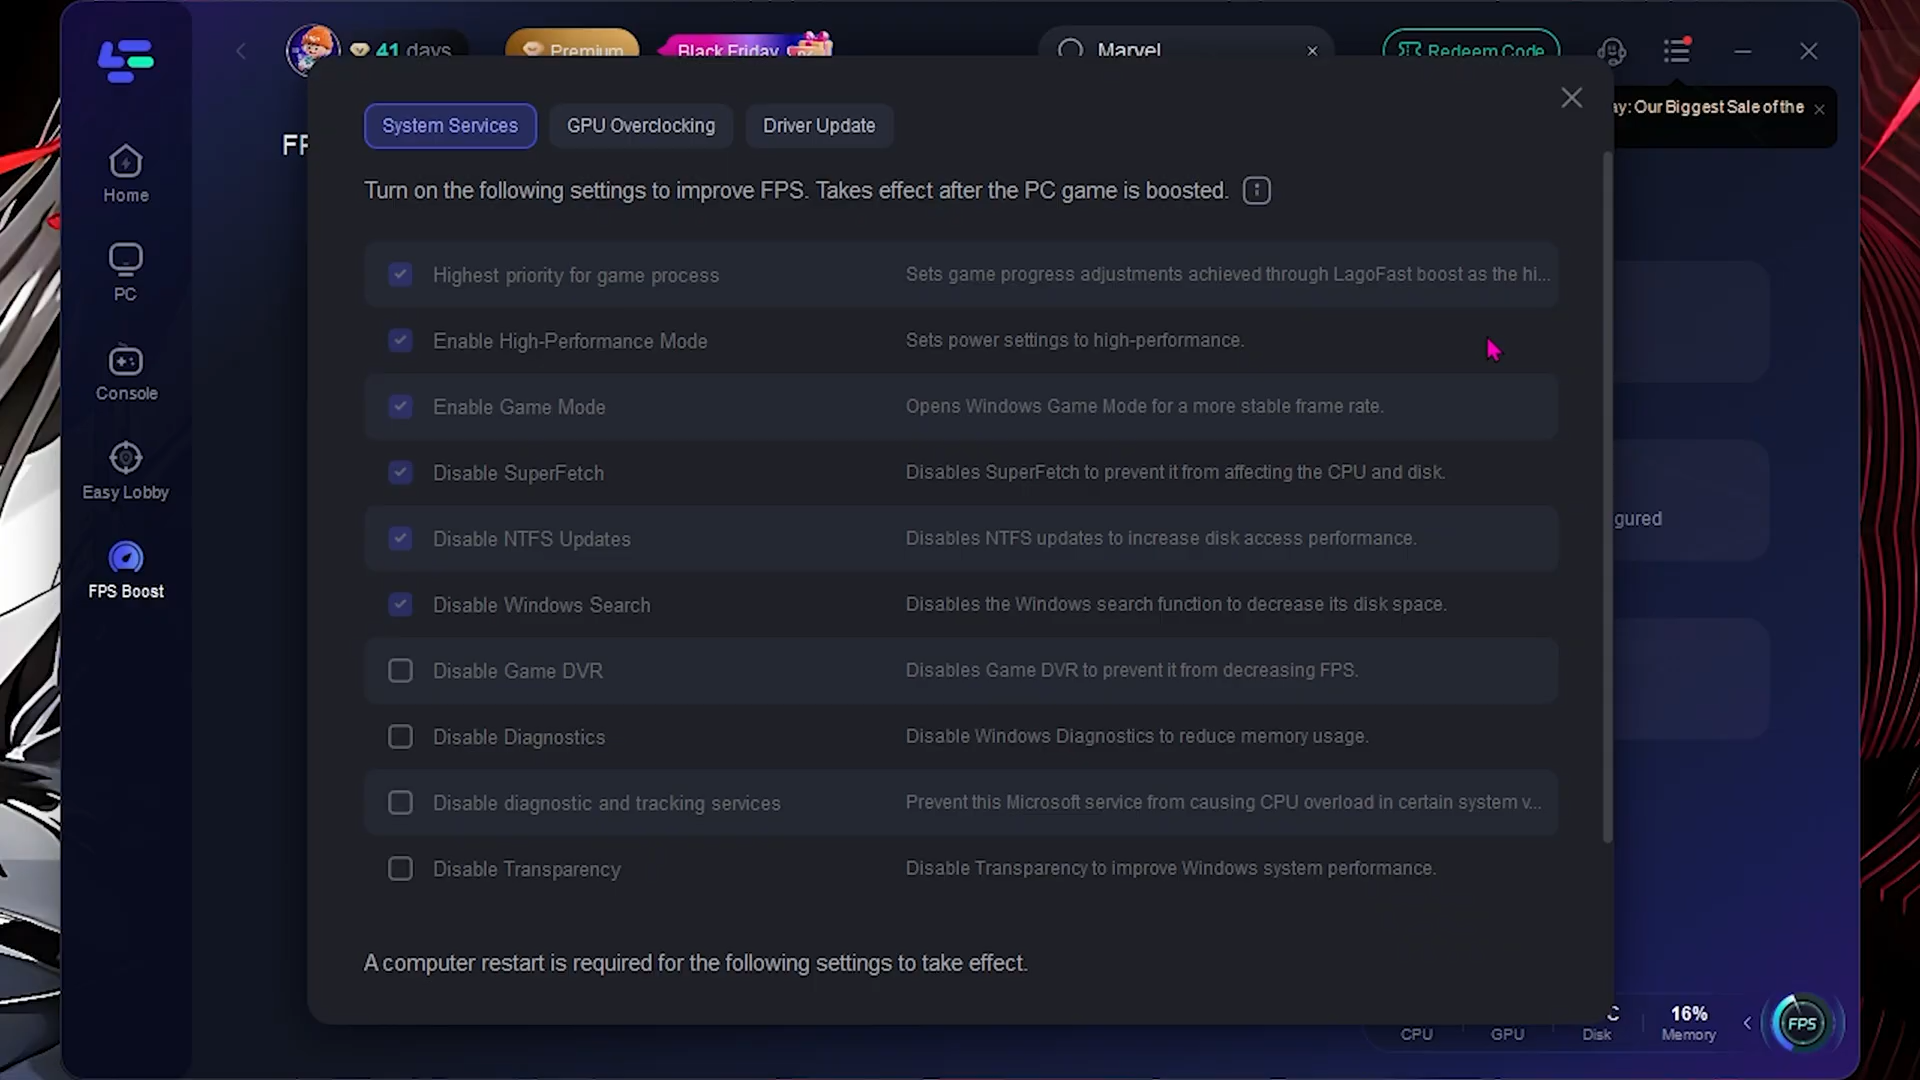 41 days
Premium
Black Friday
Marvel
Redeem Code
ay: Our Biggest Sale of the
Home
PC
Console
Easy Lobby
FPS Boost
System Services
GPU Overclocking
Driver Update
Turn on the following settings to improve FPS. Takes effect after the PC game is boosted.
Highest priority for game process
Sets game progress adjustments achieved through LagoFast boost as the hi...
Enable High-Performance Mode
Sets power settings to high-performance.
Enable Game Mode
Opens Windows Game Mode for a more stable frame rate.
Disable SuperFetch
Disables SuperFetch to prevent it from affecting the CPU and disk.
Disable NTFS Updates
Disables NTFS updates to increase disk access performance.
gured
Disable Windows Search
Disables the Windows search function to decrease its disk space.
Disable Game DVR
Disables Game DVR to prevent it from decreasing FPS.
Disable Diagnostics
Disable Windows Diagnostics to reduce memory usage.
Disable diagnostic and tracking services
Prevent this Microsoft service from causing CPU overload in certain system v...
Disable Transparency
Disable Transparency to improve Windows system performance.
A computer restart is required for the following settings to take effect.
CPU
GPU
Disk
16%
Memory
FPS